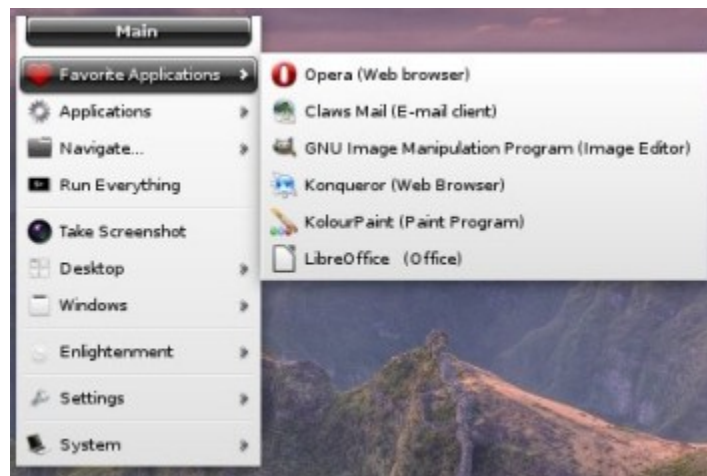 Main
Favorite Applications
Applications
Navigate...
Run Everything
Take Screenshot
Desktop
Windows
Enlightenment
Settings
System
Opera (Web browser)
Claws Mail (E-mail client)
GNU Image Manipulation Program (Image Editor)
Konqueror (Web Browser)
KolourPaint (Paint Program)
LibreOffice (Office)